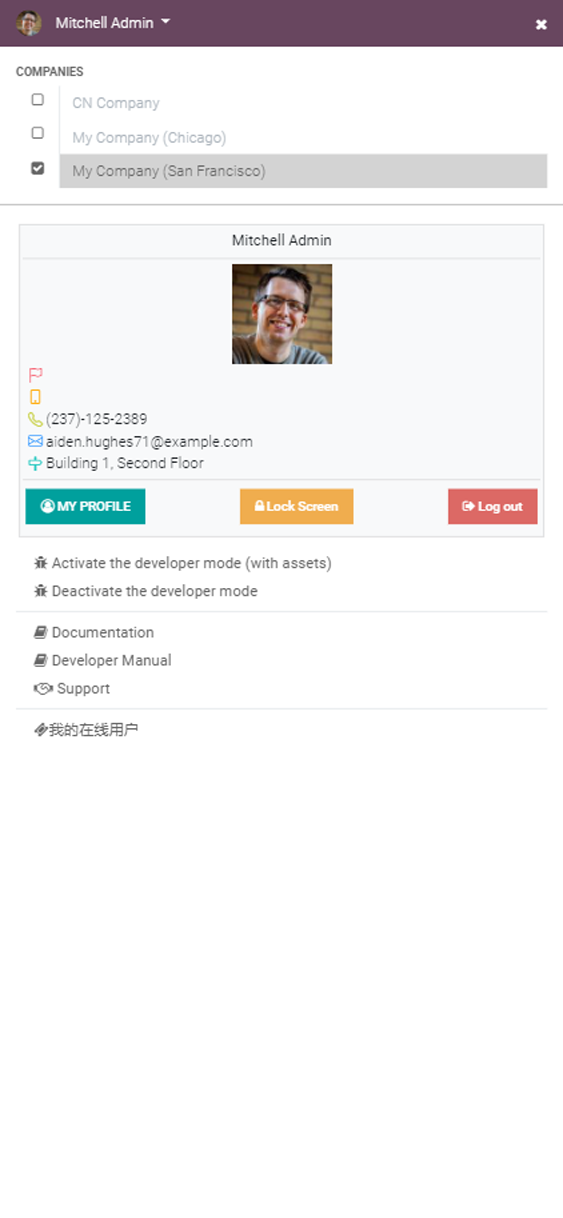 Mitchell Admin
COMPANIES
CN Company
My Company (Chicago)
My Company (San Francisco)
Mitchell Admin
(237)-125-2389
aiden.hughes71@example.com
Building 1, Second Floor
MY PROFILE
Lock Screen
Log out
Activate the developer mode (with assets)
Deactivate the developer mode
Documentation
Developer Manual
Support
我的在线用户